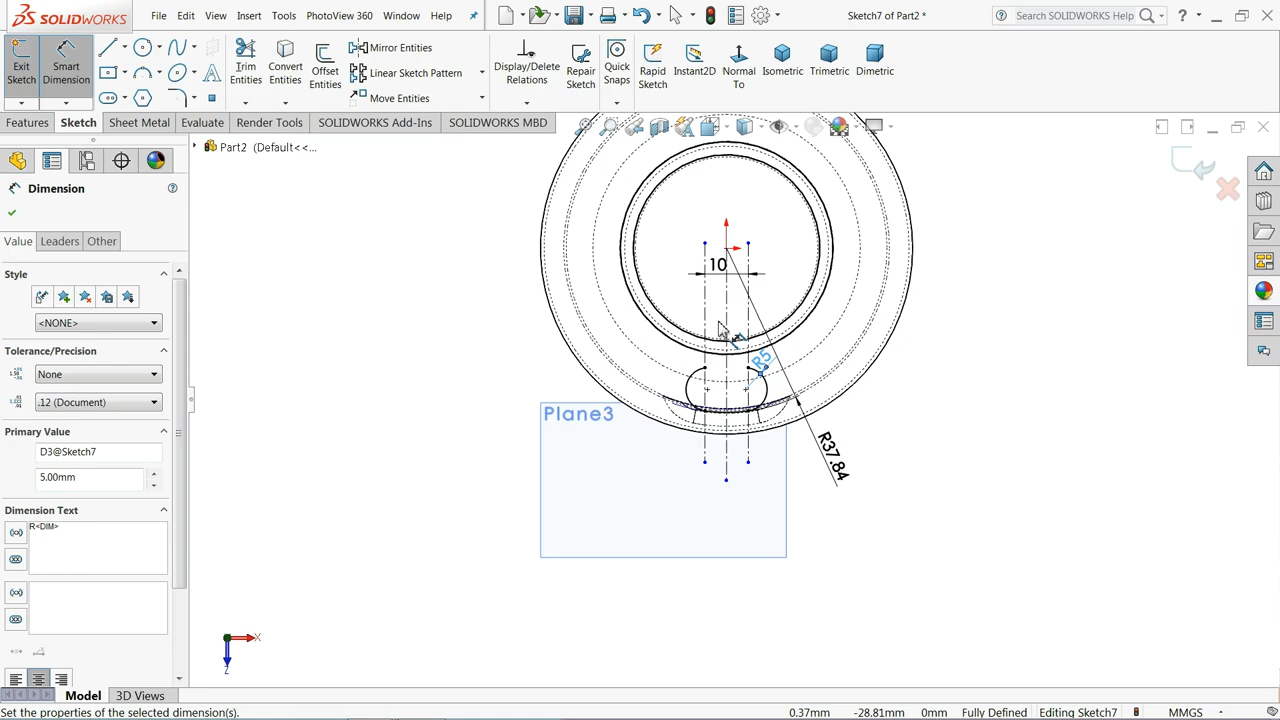 SOLIDWORKS File Edit View Insert Tools PhotoView 360 Window Help Sketch7 of Part2 * Search SOLIDWORKS Help ?
Exit Sketch
Smart Dimension
Trim Entities
Convert Entities
Offset Entities
Mirror Entities
Linear Sketch Pattern
Move Entities
Display/Delete Relations
Repair Sketch
Quick Snaps
Rapid Sketch
Instant2D
Normal To
Isometric
Trimetric
Dimetric
Features Sketch Sheet Metal Evaluate Render Tools SOLIDWORKS Add-Ins SOLIDWORKS MBD
Part2 (Default<<...
Dimension
Value Leaders Other
Style
<NONE>
Tolerance/Precision
None
.12 (Document)
Primary Value
D3@Sketch7
5.00mm
Dimension Text
R<DIM>
10
R5
R37.84
Plane3
X
Z
Model 3D Views
Set the properties of the selected dimension(s). 0.37mm -28.81mm 0mm Fully Defined Editing Sketch7 MMGS